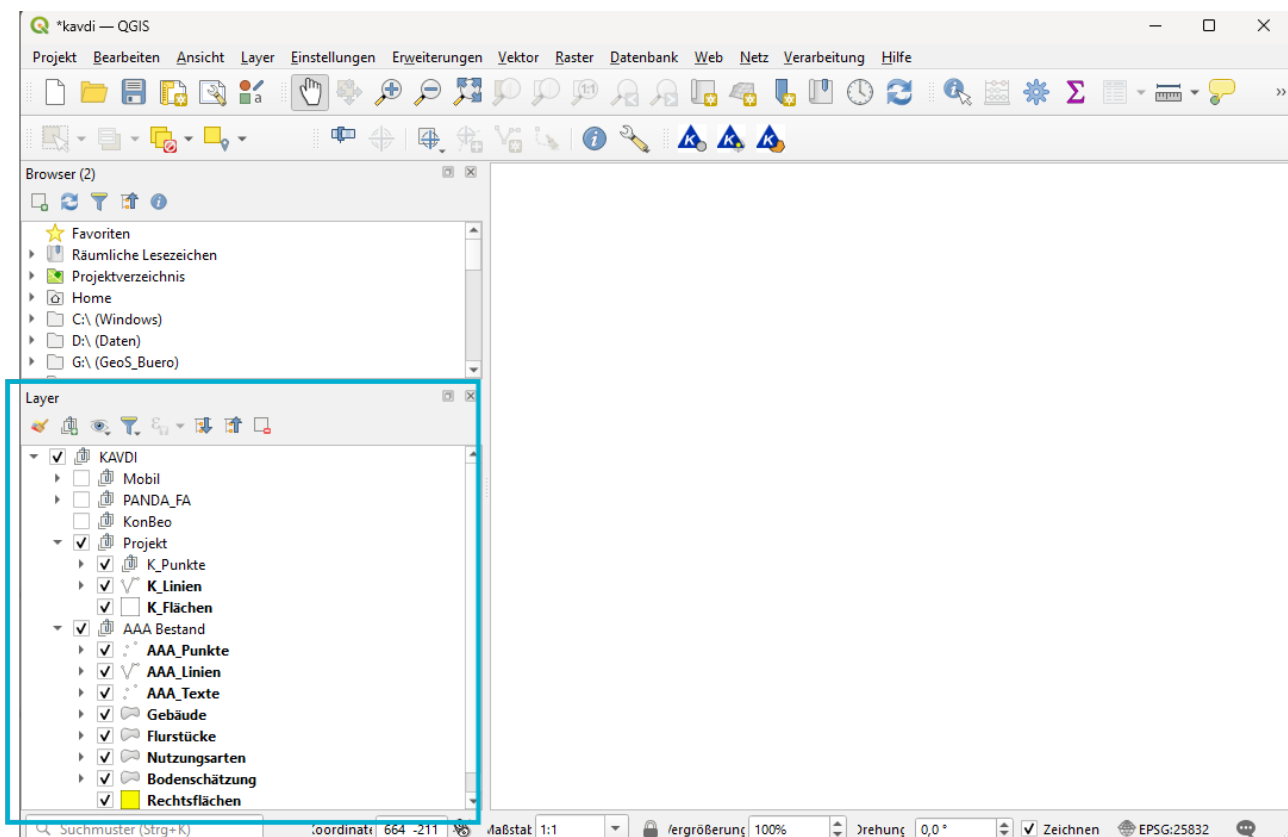 *kavdi — QGIS
Projekt Bearbeiten Ansicht Layer Einstellungen Erweiterungen Vektor Raster Datenbank Web Netz Verarbeitung Hilfe
Browser (2)
Favoriten
Räumliche Lesezeichen
Projektverzeichnis
Home
C:\ (Windows)
D:\ (Daten)
G:\ (GeoS_Buero)
Layer
KAVDI
Mobil
PANDA_FA
KonBeo
Projekt
K_Punkte
K_Linien
K_Flächen
AAA Bestand
AAA_Punkte
AAA_Linien
AAA_Texte
Gebäude
Flurstücke
Nutzungsarten
Bodenschätzung
Rechtsflächen
Suchmuster (Strg+K) 664 -211 1:1 100% 0,0 ° Zeichnen EPSG:25832